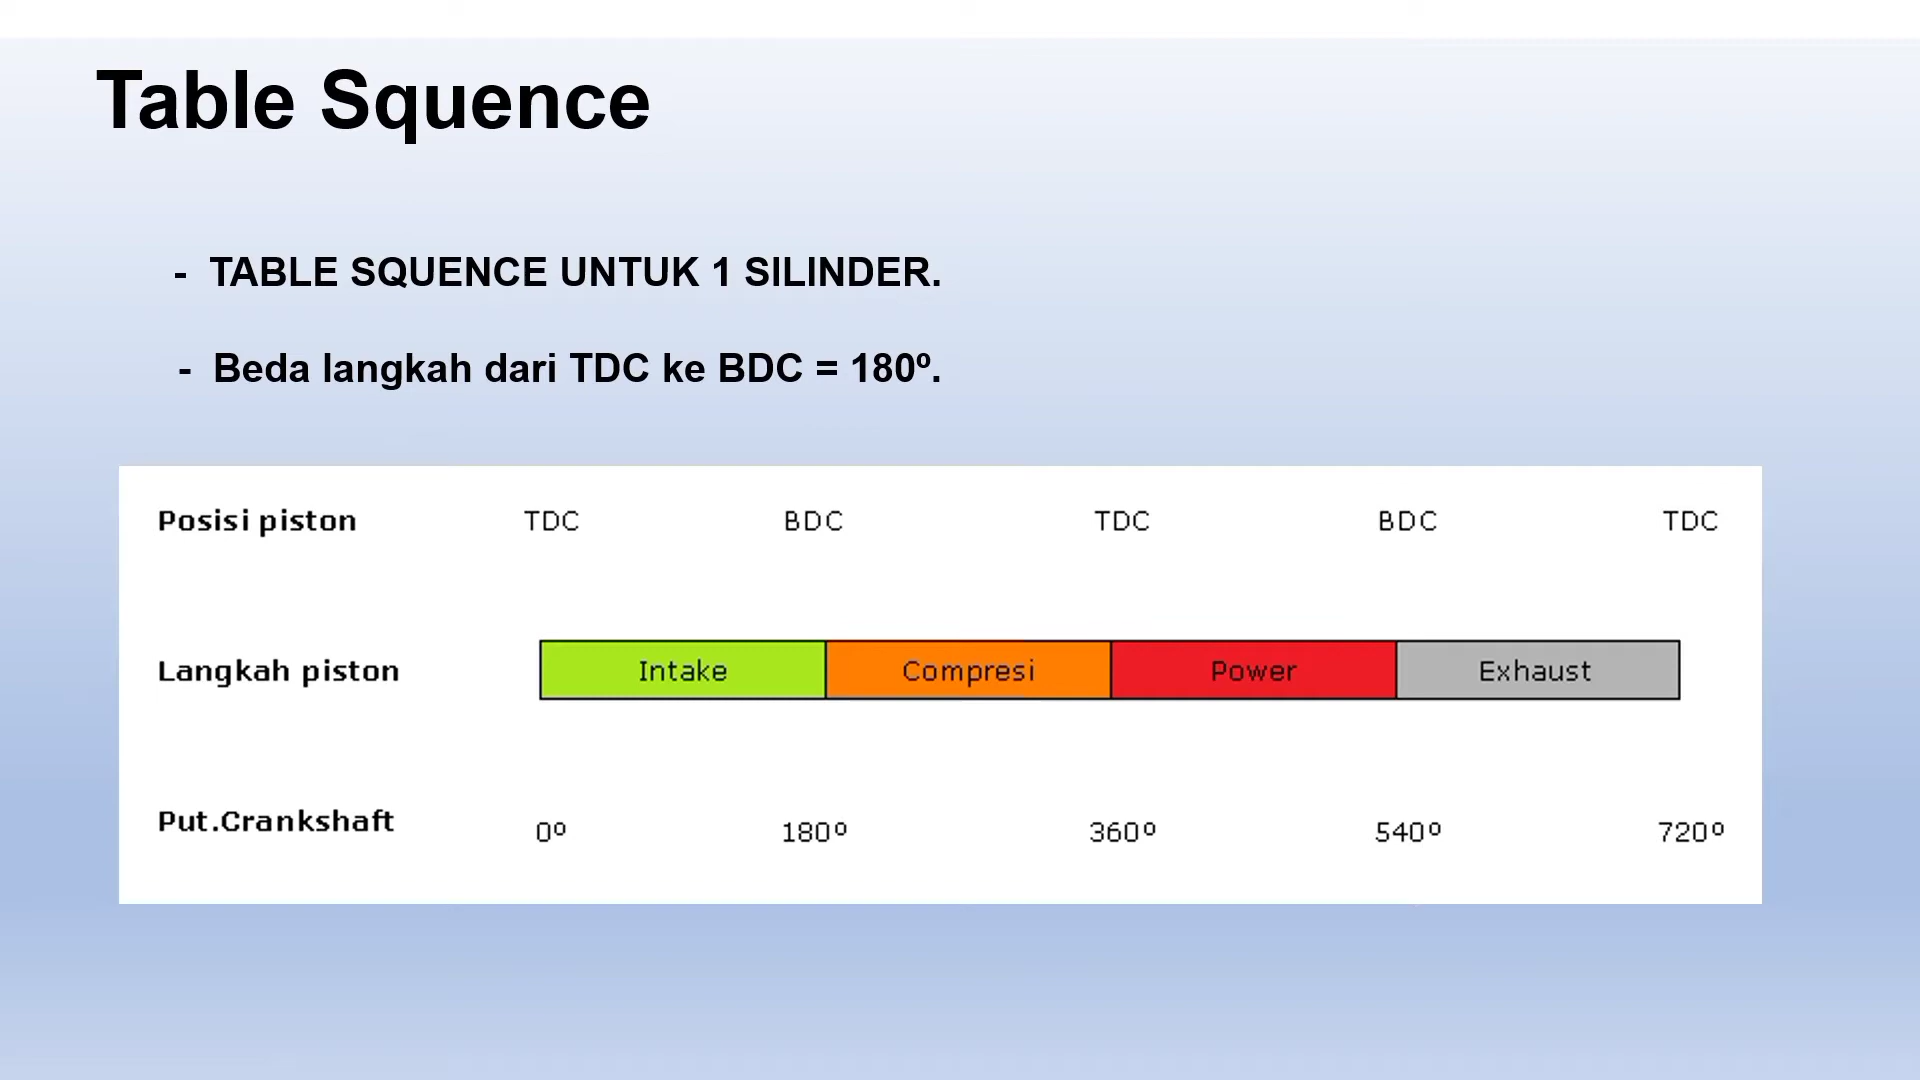 Table Squence
- TABLE SQUENCE UNTUK 1 SILINDER.
- Beda langkah dari TDC ke BDC = 180º.
Posisi piston TDC BDC TDC BDC TDC
Langkah piston Intake Compresi Power Exhaust
Put.Crankshaft 0º 180º 360º 540º 720º